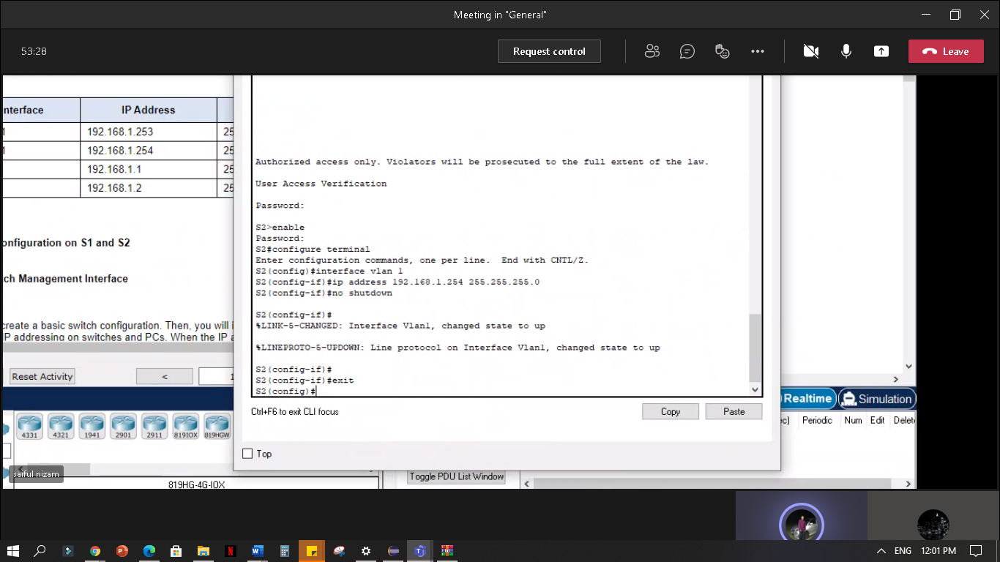 Meeting in "General"
53:28
Request control
Leave
nterface IP Address
192.168.1.253 25
192.168.1.254 25
192.168.1.1 25
192.168.1.2 25
onfiguration on S1 and S2
ch Management Interface
create a basic switch configuration. Then, you will i
IP addressing on switches and PCs. When the IP a
Reset Activity
<
1
4331
4321
1941
2901
2911
819IOX
819HGW
saiful nizam
819HG-4G-IOX
Authorized access only. Violators will be prosecuted to the full extent of the law.
User Access Verification
Password:
S2>enable
Password:
S2#configure terminal
Enter configuration commands, one per line.  End with CNTL/Z.
S2(config)#interface vlan 1
S2(config-if)#ip address 192.168.1.254 255.255.255.0
S2(config-if)#no shutdown
S2(config-if)#
%LINK-5-CHANGED: Interface Vlan1, changed state to up
%LINEPROTO-5-UPDOWN: Line protocol on Interface Vlan1, changed state to up
S2(config-if)#
S2(config-if)#exit
S2(config)#
Ctrl+F6 to exit CLI focus
Copy
Paste
Top
Realtime
Simulation
ec) Periodic Num Edit Delet
Toggle PDU List Window
ENG
12:01 PM